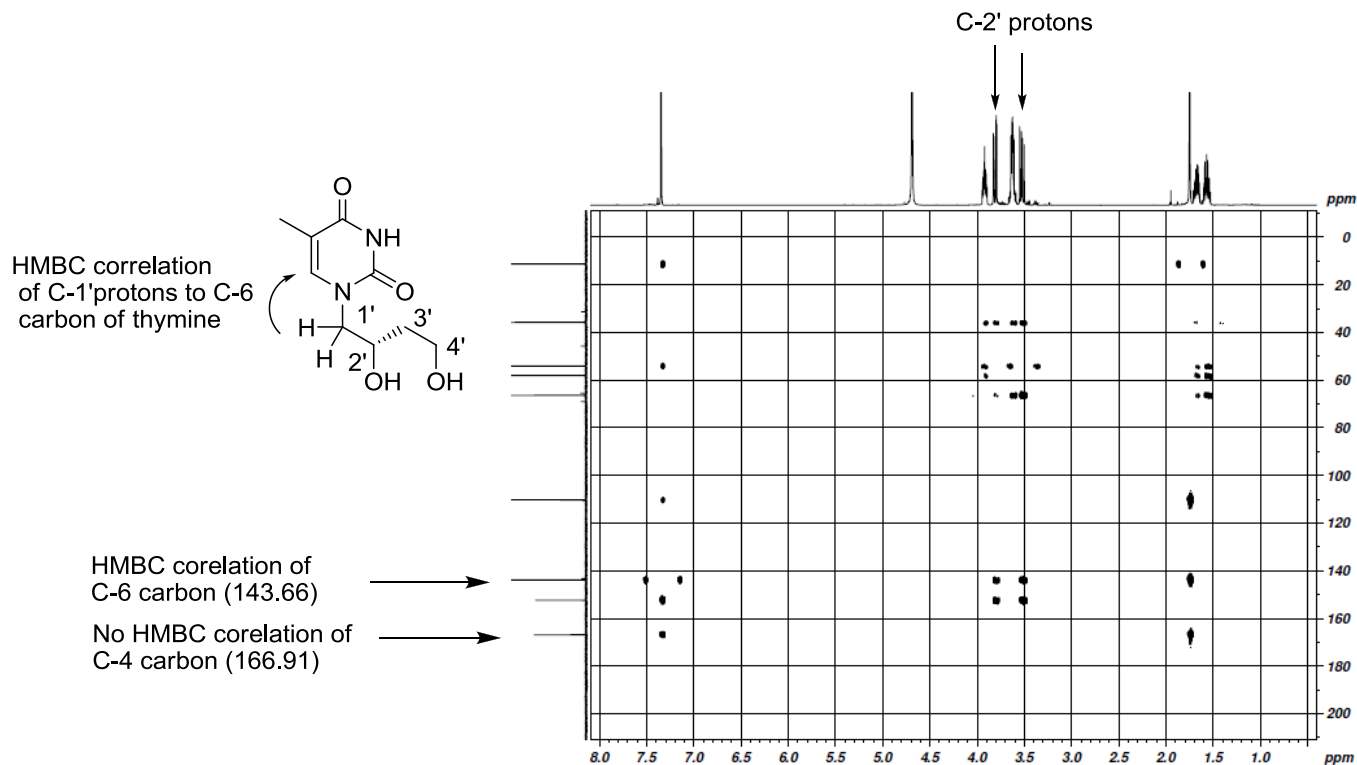 C-2' protons
ppm
O
NH
N
O
HMBC correlation
of C-1'protons to C-6
carbon of thymine
H
1'
3'
H
2'
4'
OH
OH
HMBC corelation of
C-6 carbon (143.66)
No HMBC corelation of
C-4 carbon (166.91)
0
20
40
60
80
100
120
140
160
180
200
8.0 7.5 7.0 6.5 6.0 5.5 5.0 4.5 4.0 3.5 3.0 2.5 2.0 1.5 1.0 ppm